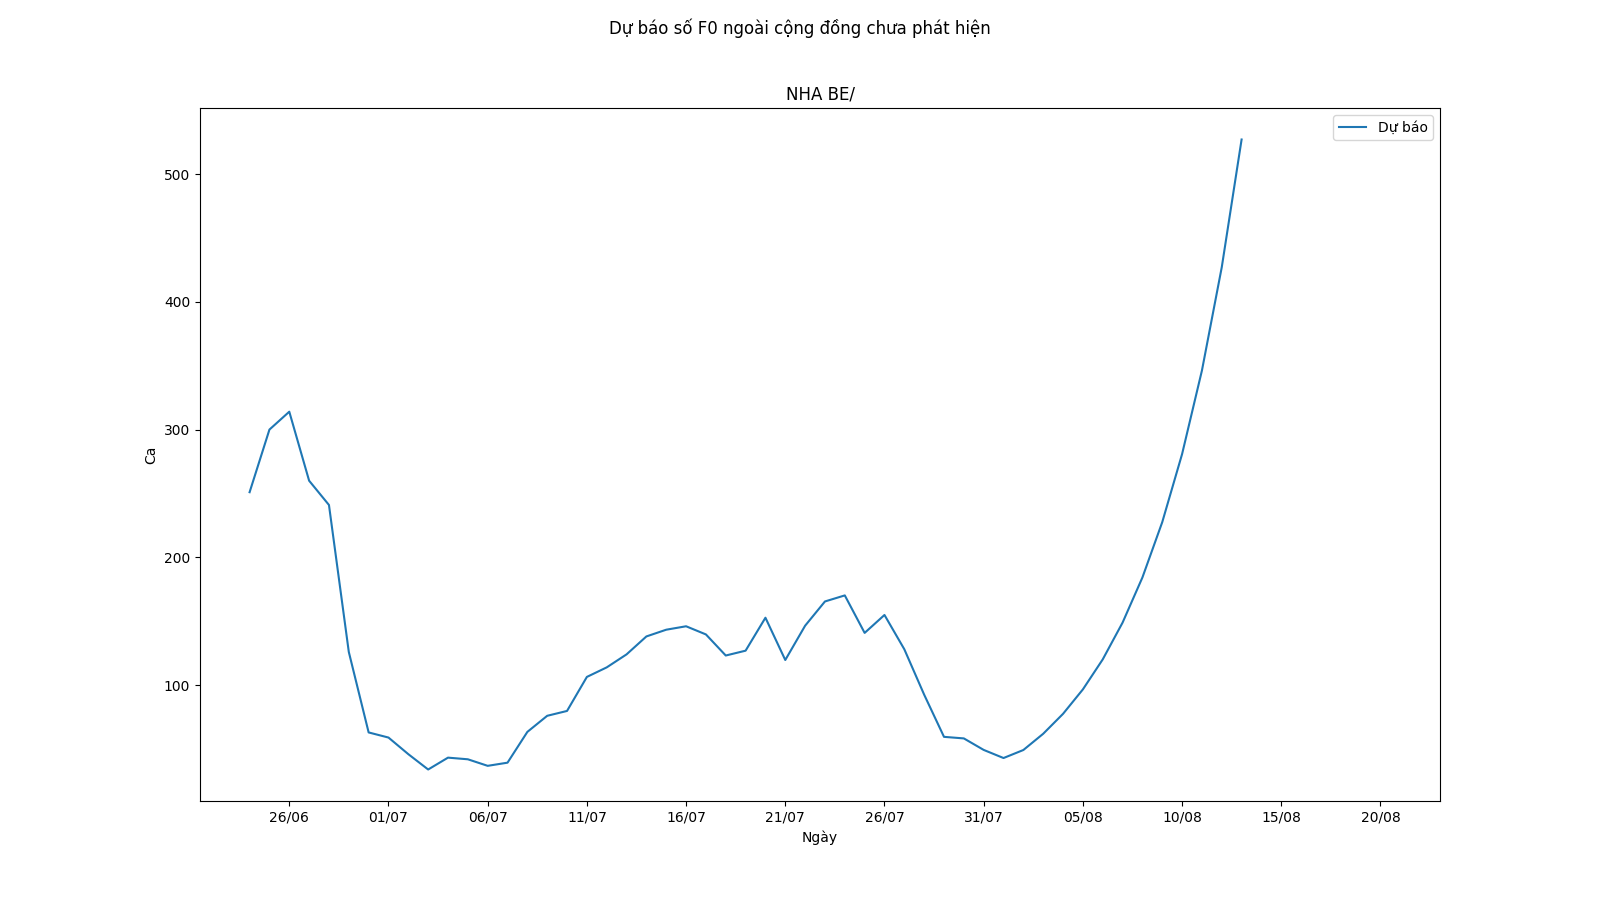 Dự báo số F0 ngoài cộng đồng chưa phát hiện
NHA BE/
Dự báo
500
400
300
200
100
Ca
26/06 01/07 06/07 11/07 16/07 21/07 26/07 31/07 05/08 10/08 15/08 20/08
Ngày